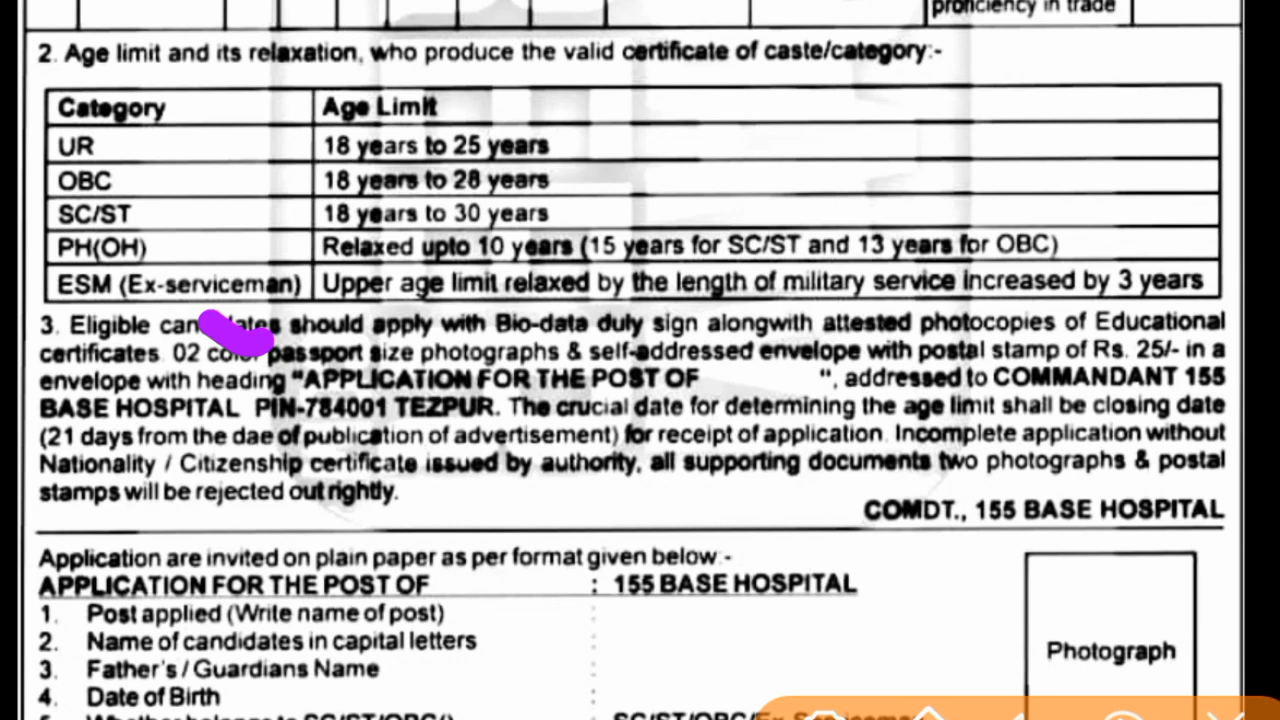 proficiency in trade
2. Age limit and its relaxation, who produce the valid certificate of caste/category:-
Category Age Limit
UR 18 years to 25 years
OBC 18 years to 28 years
SC/ST 18 years to 30 years
PH(OH) Relaxed upto 10 years (15 years for SC/ST and 13 years for OBC)
ESM (Ex-serviceman) Upper age limit relaxed by the length of military service increased by 3 years
3. Eligible should apply with Bio-data duly sign alongwith attested photocopies of Educational
certificates. 02 color passport size photographs & self-addressed envelope with postal stamp of Rs. 25/- in a
envelope with heading "APPLICATION FOR THE POST OF ", addressed to COMMANDANT 155
BASE HOSPITAL PIN-784001 TEZPUR. The crucial date for determining the age limit shall be closing date
(21 days from the dae of publication of advertisement) for receipt of application. Incomplete application without
Nationality / Citizenship certificate issued by authority, all supporting documents two photographs & postal
stamps will be rejected outrightly.
COMDT., 155 BASE HOSPITAL
Application are invited on plain paper as per format given below:-
APPLICATION FOR THE POST OF : 155 BASE HOSPITAL
1. Post applied (Write name of post) :
2. Name of candidates in capital letters :
3. Father's / Guardians Name :
4. Date of Birth :
Photograph